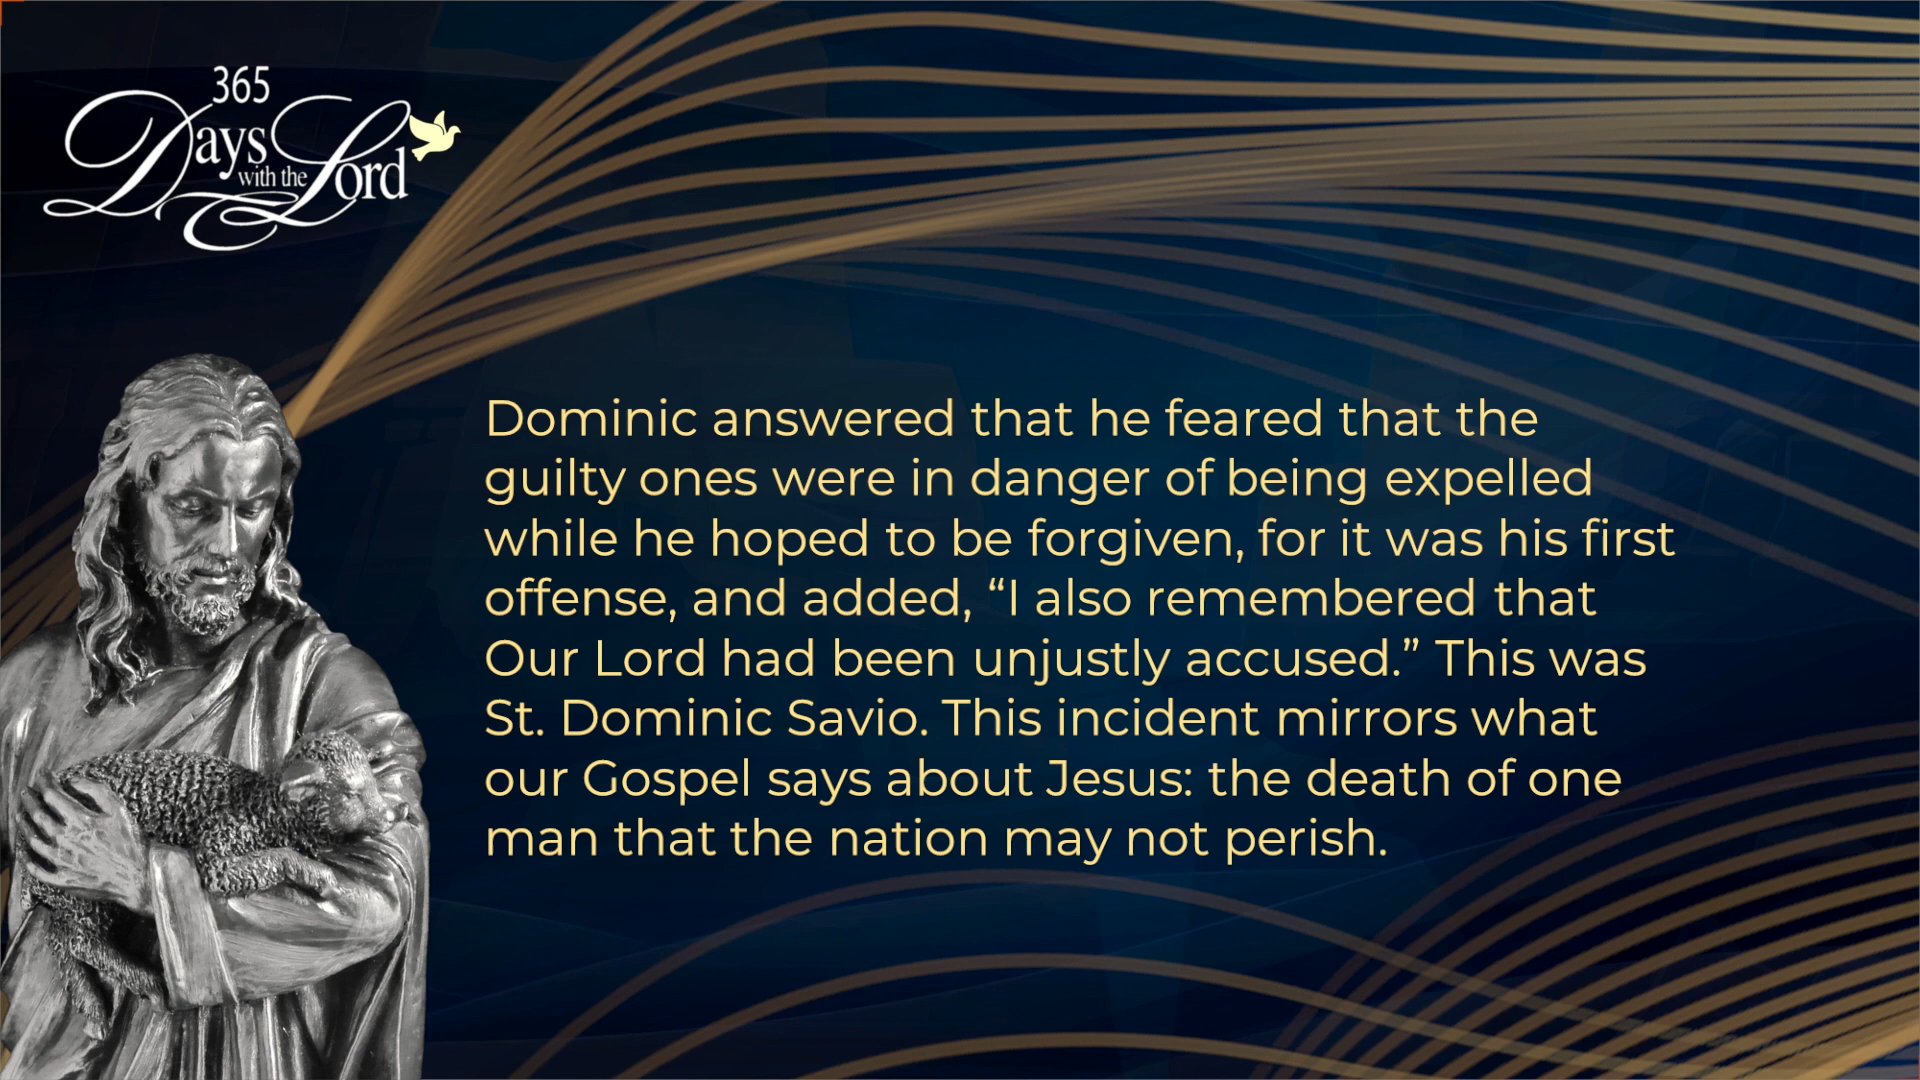 365
Days
with the
Lord
Dominic answered that he feared that the
guilty ones were in danger of being expelled
while he hoped to be forgiven, for it was his first
offense, and added, “I also remembered that
Our Lord had been unjustly accused.” This was
St. Dominic Savio. This incident mirrors what
our Gospel says about Jesus: the death of one
man that the nation may not perish.